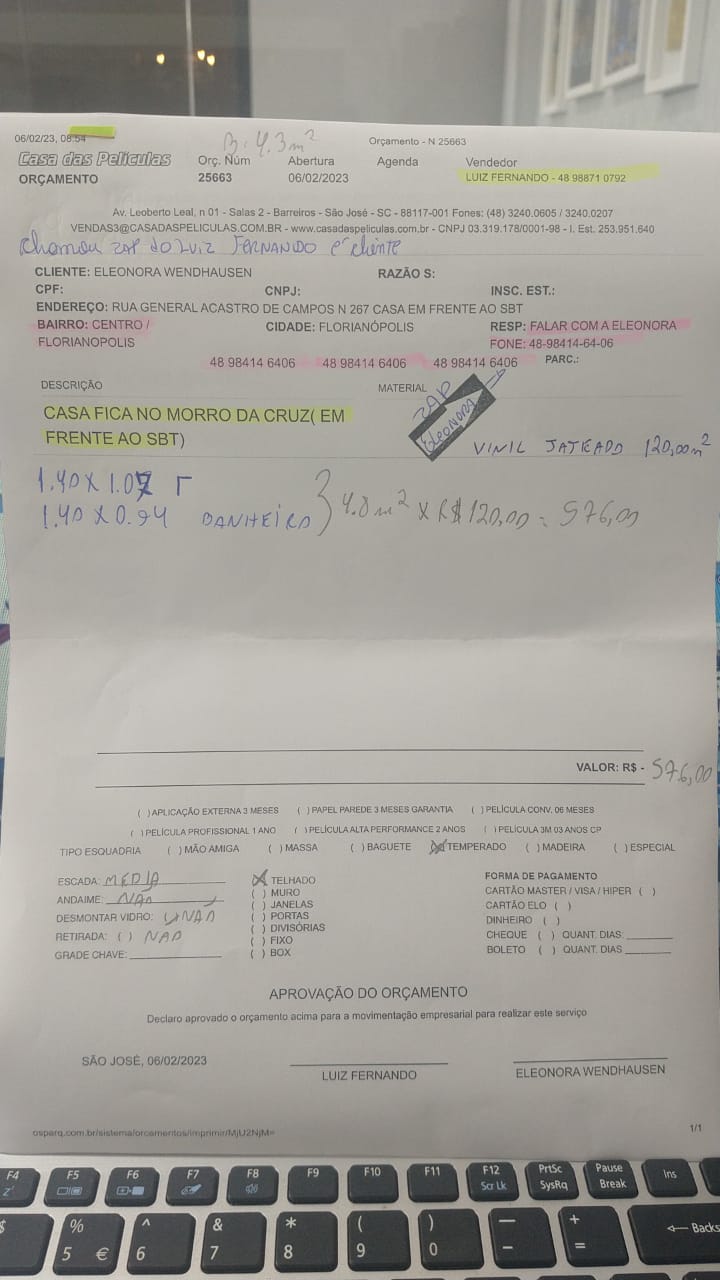 06/02/23, 08:54
B: 4.3 m²
Orçamento - N 25663
Casa das Películas
Orç. Núm Abertura Agenda Vendedor
ORÇAMENTO 25663 06/02/2023 LUIZ FERNANDO - 48 98871 0792
Av. Leoberto Leal, n 01 - Salas 2 - Barreiros - São José - SC - 88117-001 Fones: (48) 3240.0605 / 3240.0207
VENDAS3@CASADASPELICULAS.COM.BR - www.casadaspeliculas.com.br - CNPJ 03.319.178/0001-98 - I. Est. 253.951.640
Chamou ZAP do LUIZ FERNANDO é cliente
CLIENTE: ELEONORA WENDHAUSEN RAZÃO S:
CPF: CNPJ: INSC. EST.:
ENDEREÇO: RUA GENERAL ACASTRO DE CAMPOS N 267 CASA EM FRENTE AO SBT
BAIRRO: CENTRO / CIDADE: FLORIANÓPOLIS RESP: FALAR COM A ELEONORA
FLORIANOPOLIS FONE: 48-98414-64-06
48 98414 6406 48 98414 6406 48 98414 6406 PARC.:
DESCRIÇÃO MATERIAL
ZAP
ELEONORA
CASA FICA NO MORRO DA CRUZ( EM
FRENTE AO SBT)
VINIL JATEADO 120,00m²
1.40 X 1.07
1.40 X 0.94 BANHEIRO } 4.8 m² X R$120,00 = 576,00
VALOR: R$ - 576,00
( )APLICAÇÃO EXTERNA 3 MESES ( )PAPEL PAREDE 3 MESES GARANTIA ( )PELÍCULA CONV. 06 MESES
( )PELÍCULA PROFISSIONAL 1 ANO ( )PELÍCULA ALTA PERFORMANCE 2 ANOS ( )PELÍCULA 3M 03 ANOS CP
TIPO ESQUADRIA ( )MÃO AMIGA ( )MASSA ( )BAGUETE (X)TEMPERADO ( )MADEIRA ( )ESPECIAL
ESCADA: MEDIA
ANDAIME: NAO
DESMONTAR VIDRO: ( ) NAO
RETIRADA: ( ) NAO
GRADE CHAVE:
(X)TELHADO
( )MURO
( )JANELAS
( )PORTAS
( )DIVISÓRIAS
( )FIXO
( )BOX
FORMA DE PAGAMENTO
CARTÃO MASTER / VISA / HIPER ( )
CARTÃO ELO ( )
DINHEIRO ( )
CHEQUE ( ) QUANT. DIAS:
BOLETO ( ) QUANT. DIAS
APROVAÇÃO DO ORÇAMENTO
Declaro aprovado o orçamento acima para a movimentação empresarial para realizar este serviço
SÃO JOSÉ, 06/02/2023
LUIZ FERNANDO ELEONORA WENDHAUSEN
osparq.com.br/sistema/orcamentos/imprimir/MjU2NjM= 1/1
F4 F5 F6 F7 F8 F9 F10 F11 F12 PrtSc Pause Ins
Scr Lk SysRq Break
$ % ^ & * ( ) — + ← Backs
5 € 6 7 8 9 0 - =